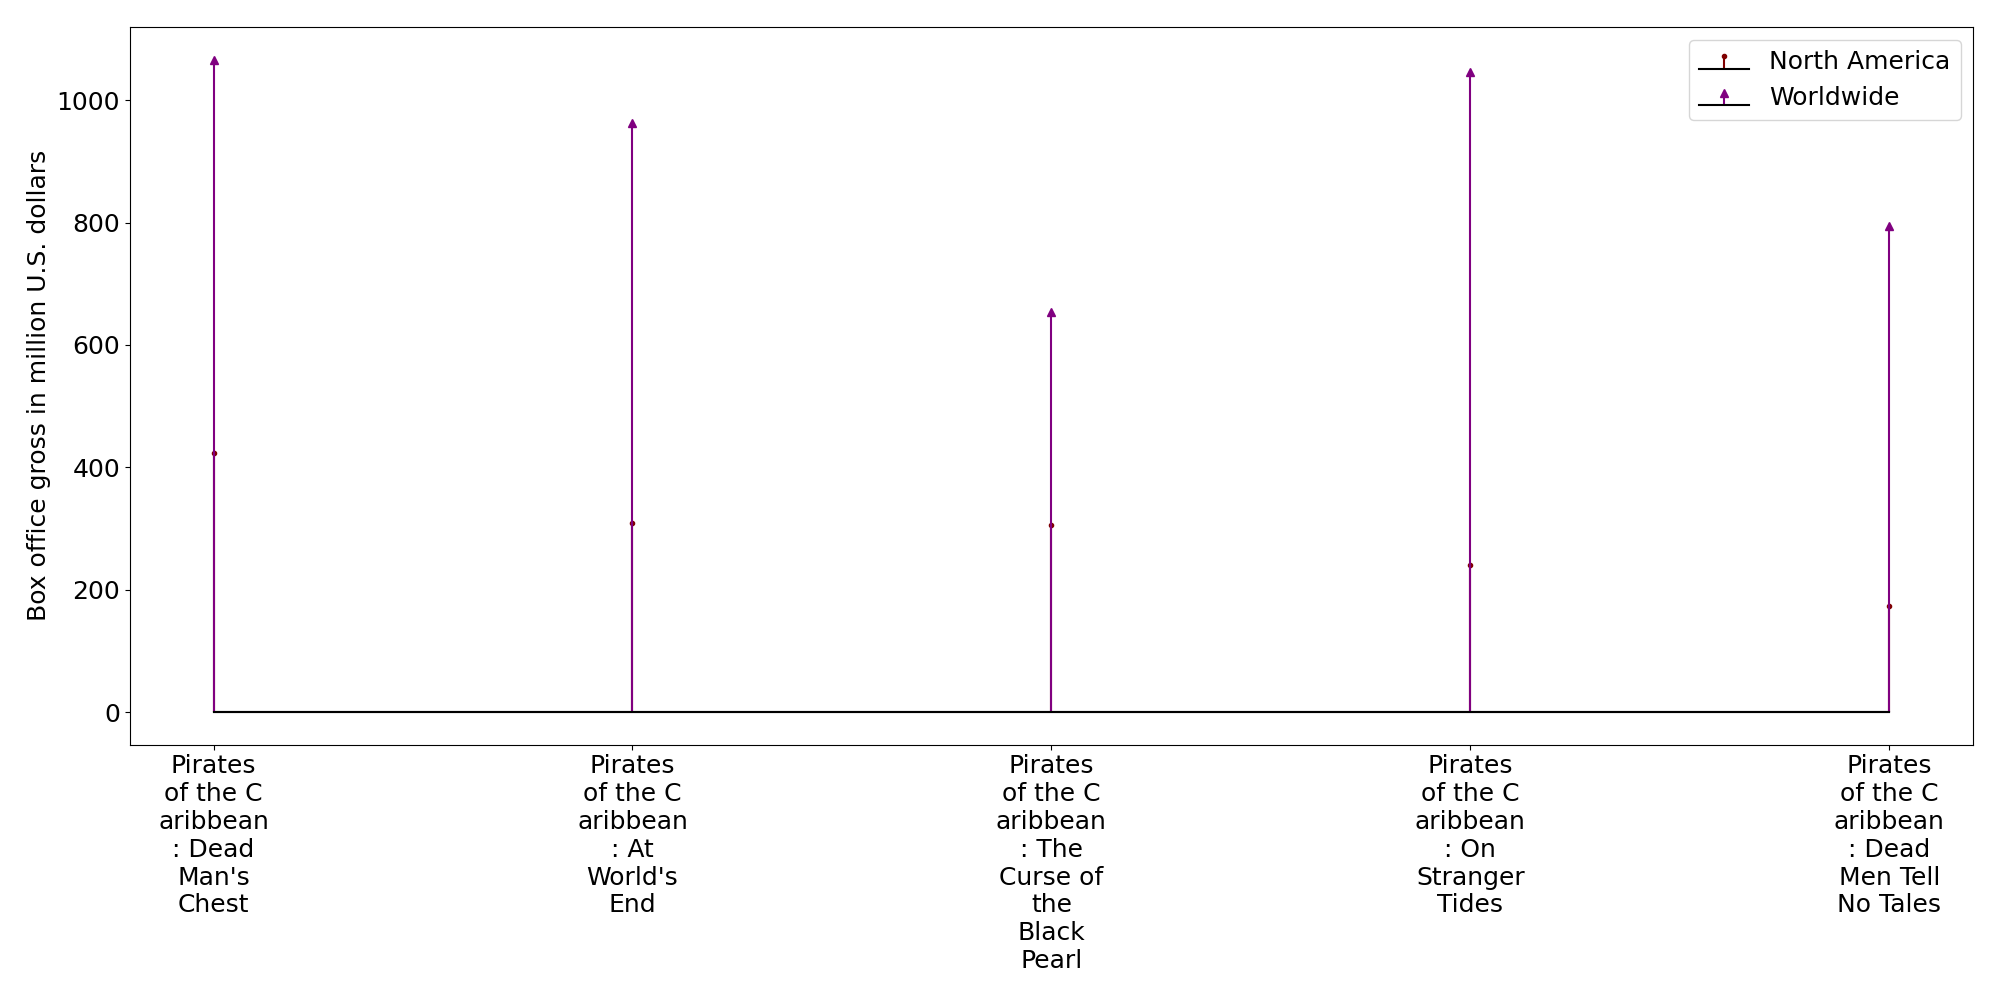 Box office gross in million U.S. dollars
1000
800
600
400
200
0
North America
Worldwide
Pirates
of the C
aribbean
: Dead
Man's
Chest
Pirates
of the C
aribbean
: At
World's
End
Pirates
of the C
aribbean
: The
Curse of
the
Black
Pearl
Pirates
of the C
aribbean
: On
Stranger
Tides
Pirates
of the C
aribbean
: Dead
Men Tell
No Tales